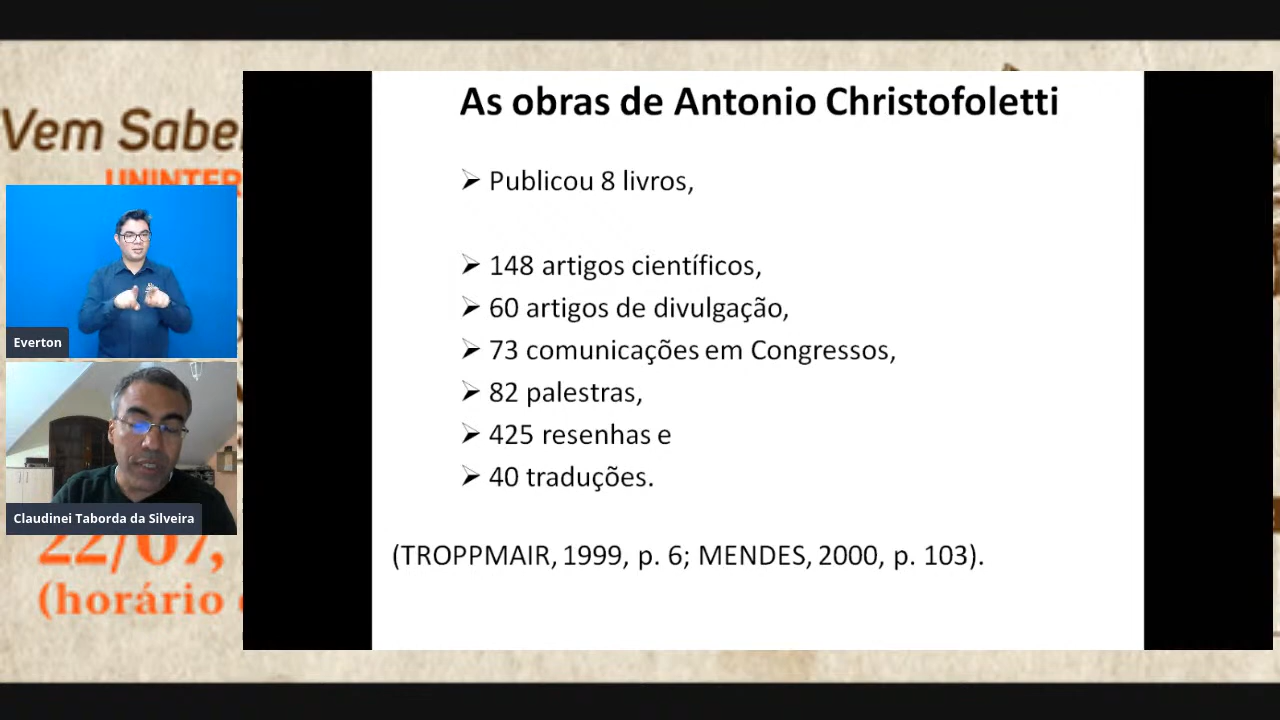 Vem Sabe
UNINTER
Everton
Claudinei Taborda da Silveira
22/07,
(horário
As obras de Antonio Christofoletti
➢ Publicou 8 livros,
➢ 148 artigos científicos,
➢ 60 artigos de divulgação,
➢ 73 comunicações em Congressos,
➢ 82 palestras,
➢ 425 resenhas e
➢ 40 traduções.
(TROPPMAIR, 1999, p. 6; MENDES, 2000, p. 103).